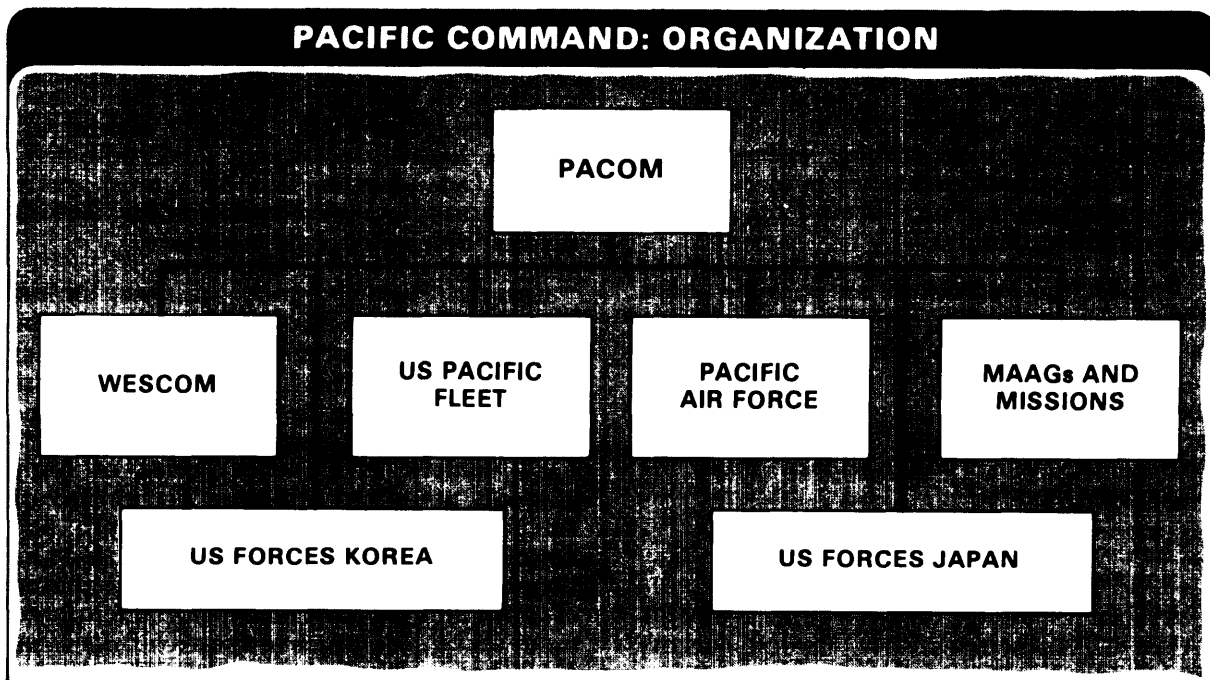 PACIFIC COMMAND: ORGANIZATION
PACOM
WESCOM
US PACIFIC
FLEET
PACIFIC
AIR FORCE
MAAGs AND
MISSIONS
US FORCES KOREA
US FORCES JAPAN